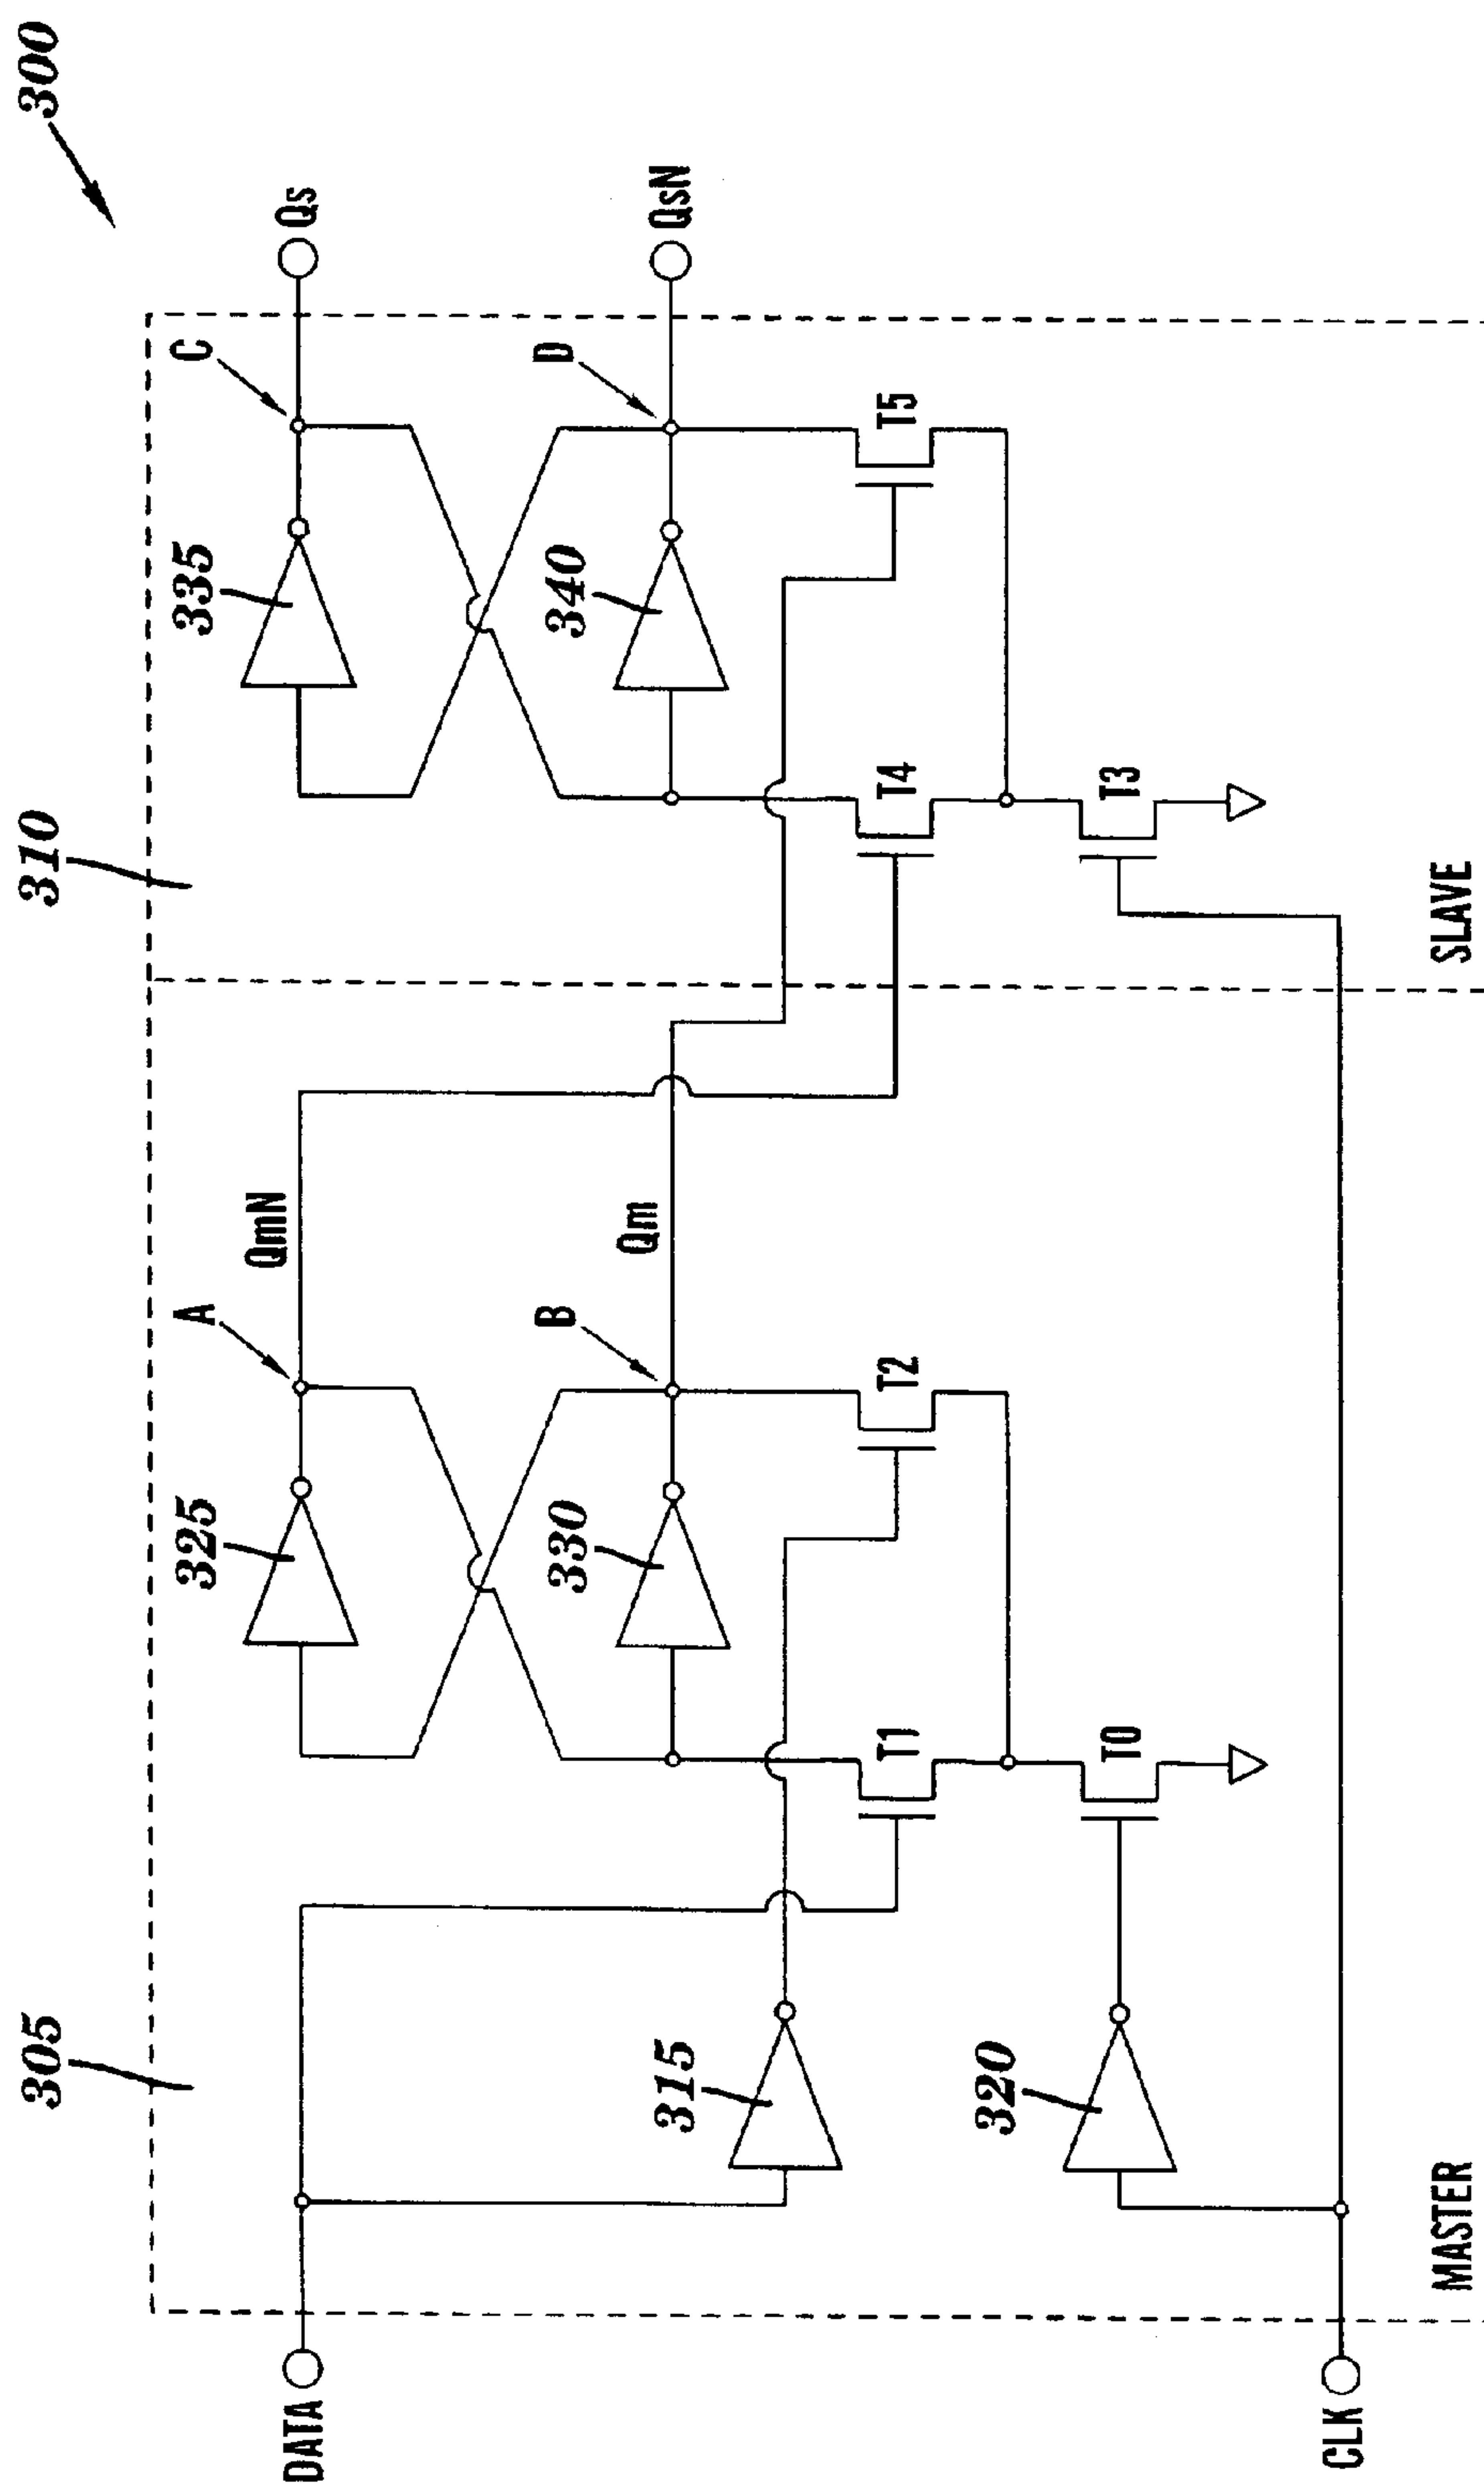 300
310
305
Qs
C
335
QmN
A
325
DATA
QsN
D
340
Qm
B
330
315
T5
T4
T2
T1
T3
T0
320
CLK
SLAVE
MASTER